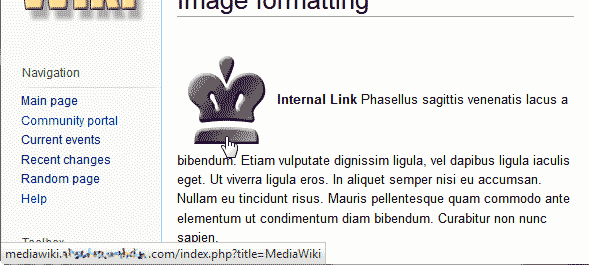 WIKI
Image formatting
Navigation
Main page
Community portal
Current events
Recent changes
Random page
Help
Toolbox
Internal Link Phasellus sagittis venenatis lacus a
bibendum. Etiam vulputate dignissim ligula, vel dapibus ligula iaculis
eget. Ut viverra ligula eros. In aliquet semper nisi eu accumsan.
Nullam eu tincidunt risus. Mauris pellentesque quam commodo ante
elementum ut condimentum diam bibendum. Curabitur non nunc
sapien.
mediawiki. .com/index.php?title=MediaWiki